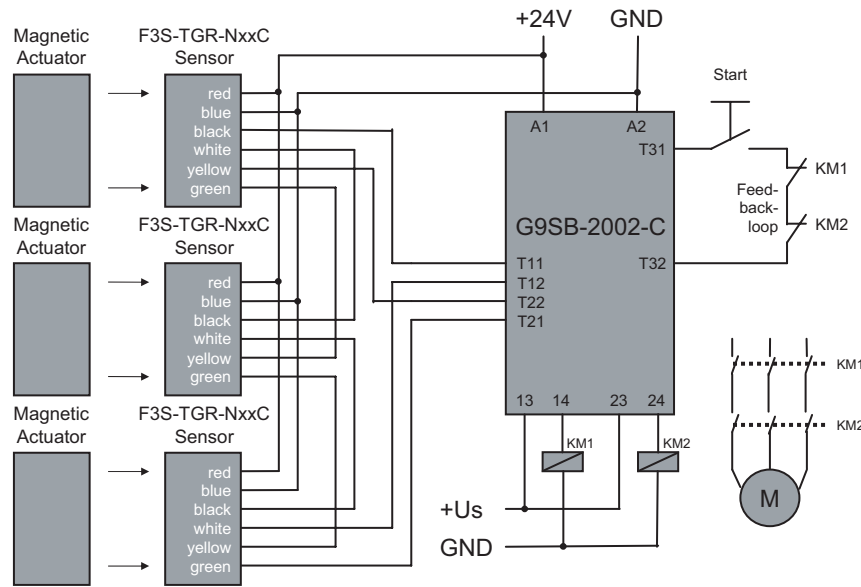 Magnetic
Actuator
F3S-TGR-NxxC
Sensor
red
blue
black
white
yellow
green
Magnetic
Actuator
F3S-TGR-NxxC
Sensor
red
blue
black
white
yellow
green
Magnetic
Actuator
F3S-TGR-NxxC
Sensor
red
blue
black
white
yellow
green
+24V
GND
A1
A2
T31
G9SB-2002-C
T11
T12
T22
T21
T32
13
14
23
24
KM1
KM2
+Us
GND
Start
KM1
Feed-
back-
loop
KM2
KM1
KM2
M